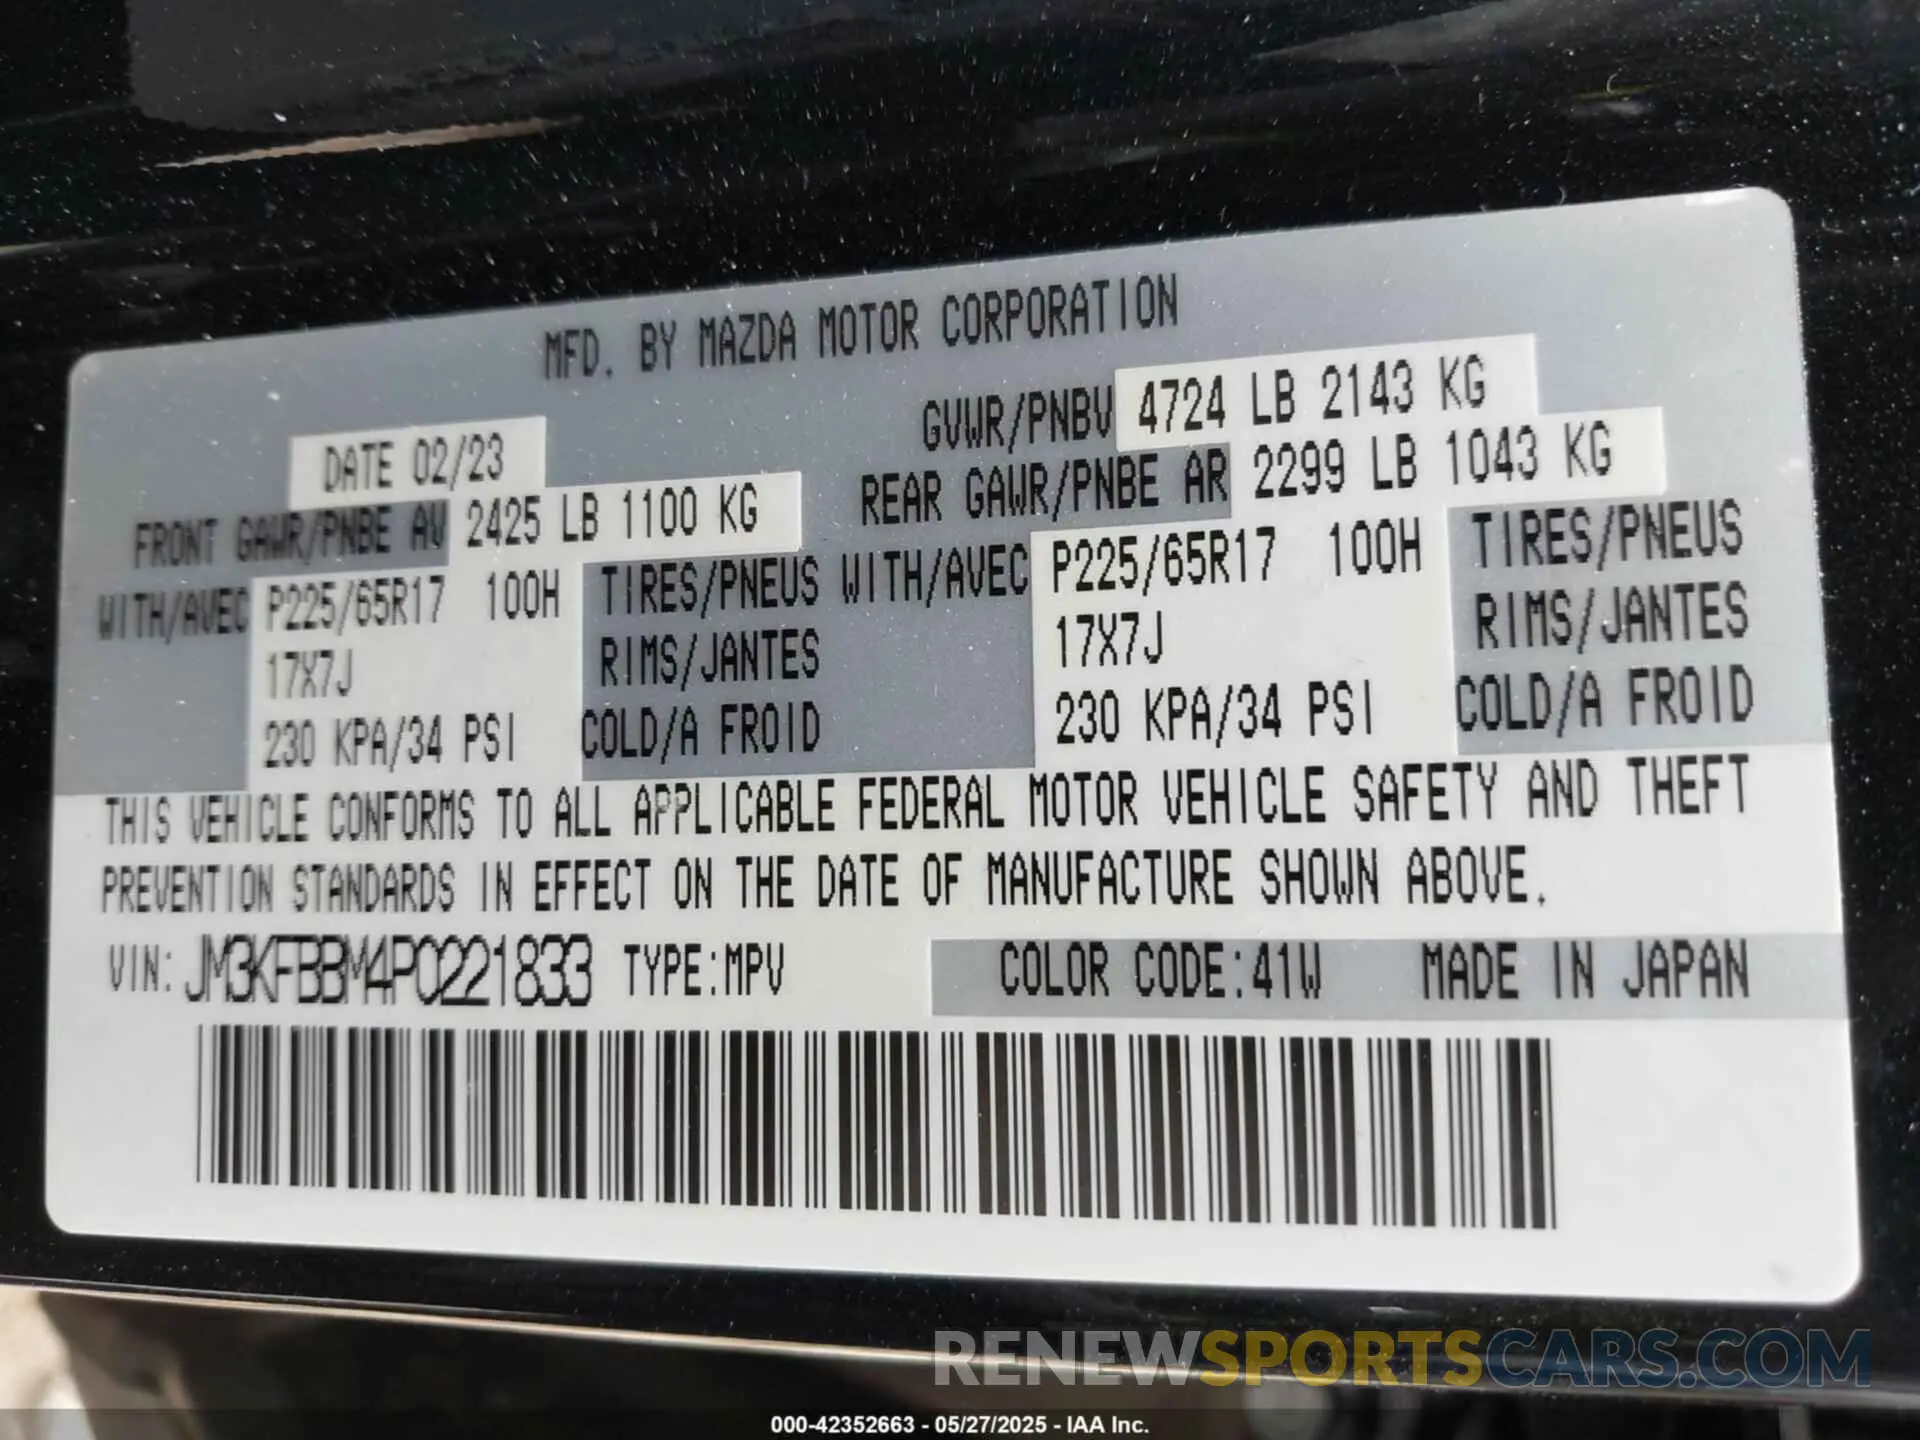 MFD. BY MAZDA MOTOR CORPORATION
DATE 02/23 GVWR/PNBV 4724 LB 2143 KG
FRONT GAWR/PNBE AV 2425 LB 1100 KG REAR GAWR/PNBE AR 2299 LB 1043 KG
WITH/AVEC P225/65R17 100H TIRES/PNEUS WITH/AVEC P225/65R17 100H TIRES/PNEUS
17X7J RIMS/JANTES 17X7J RIMS/JANTES
230 KPA/34 PSI COLD/A FROID 230 KPA/34 PSI COLD/A FROID
THIS VEHICLE CONFORMS TO ALL APPLICABLE FEDERAL MOTOR VEHICLE SAFETY AND THEFT
PREVENTION STANDARDS IN EFFECT ON THE DATE OF MANUFACTURE SHOWN ABOVE.
VIN: JM3KFBBM4P0221833 TYPE:MPV COLOR CODE:41W MADE IN JAPAN
RENEWSPORTSCARS.COM
000-42352663 - 05/27/2025 - IAA Inc.